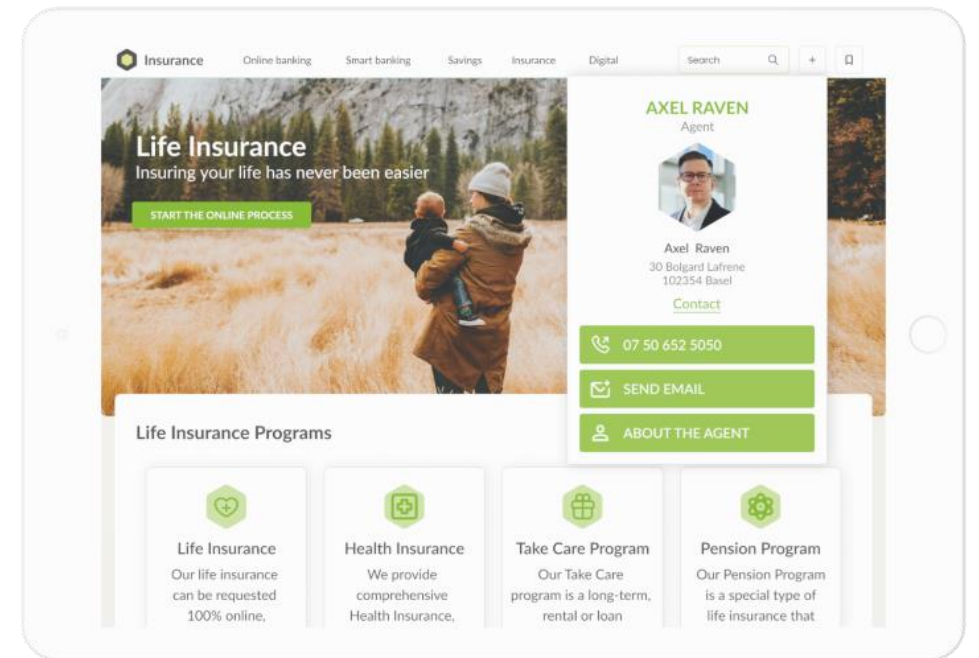 Insurance
Online banking
Smart banking
Savings
Insurance
Digital
Search
+
Life Insurance
Insuring your life has never been easier
START THE ONLINE PROCESS
AXEL RAVEN
Agent
Axel Raven
30 Bolgard Lafrene
102354 Basel
Contact
07 50 652 5050
SEND EMAIL
ABOUT THE AGENT
Life Insurance Programs
Life Insurance
Our life insurance
can be requested
100% online,
Health Insurance
We provide
comprehensive
Health Insurance,
Take Care Program
Our Take Care
program is a long-term,
rental or loan
Pension Program
Our Pension Program
is a special type of
life insurance that